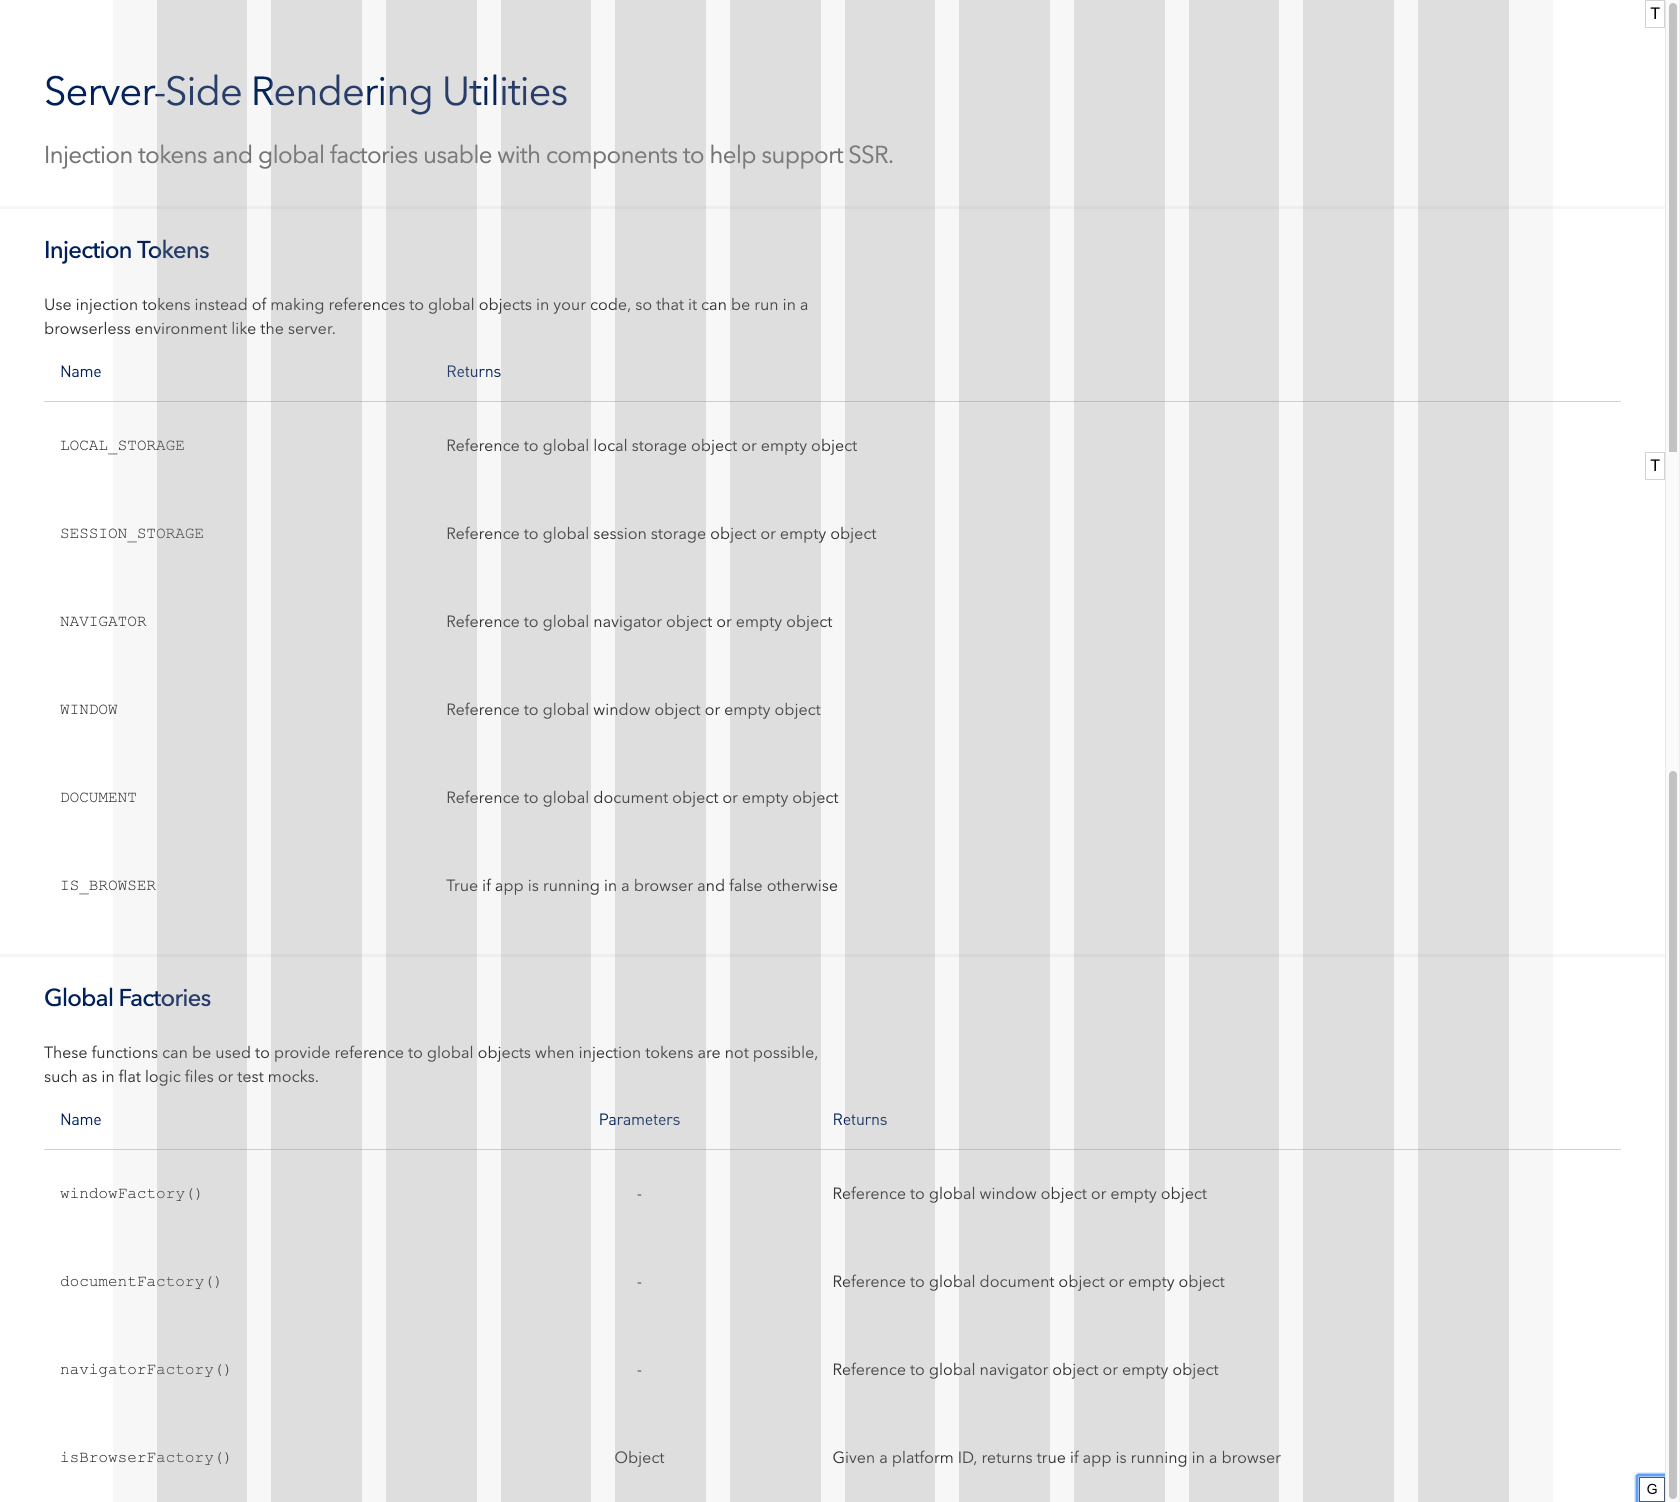 T
Server-Side Rendering Utilities
Injection tokens and global factories usable with components to help support SSR.
Injection Tokens
Use injection tokens instead of making references to global objects in your code, so that it can be run in a
browserless environment like the server.
Name Returns
LOCAL_STORAGE Reference to global local storage object or empty object
T
SESSION_STORAGE Reference to global session storage object or empty object
NAVIGATOR Reference to global navigator object or empty object
WINDOW Reference to global window object or empty object
DOCUMENT Reference to global document object or empty object
IS_BROWSER True if app is running in a browser and false otherwise
Global Factories
These functions can be used to provide reference to global objects when injection tokens are not possible,
such as in flat logic files or test mocks.
Name Parameters Returns
windowFactory() - Reference to global window object or empty object
documentFactory() - Reference to global document object or empty object
navigatorFactory() - Reference to global navigator object or empty object
isBrowserFactory() Object Given a platform ID, returns true if app is running in a browser
G